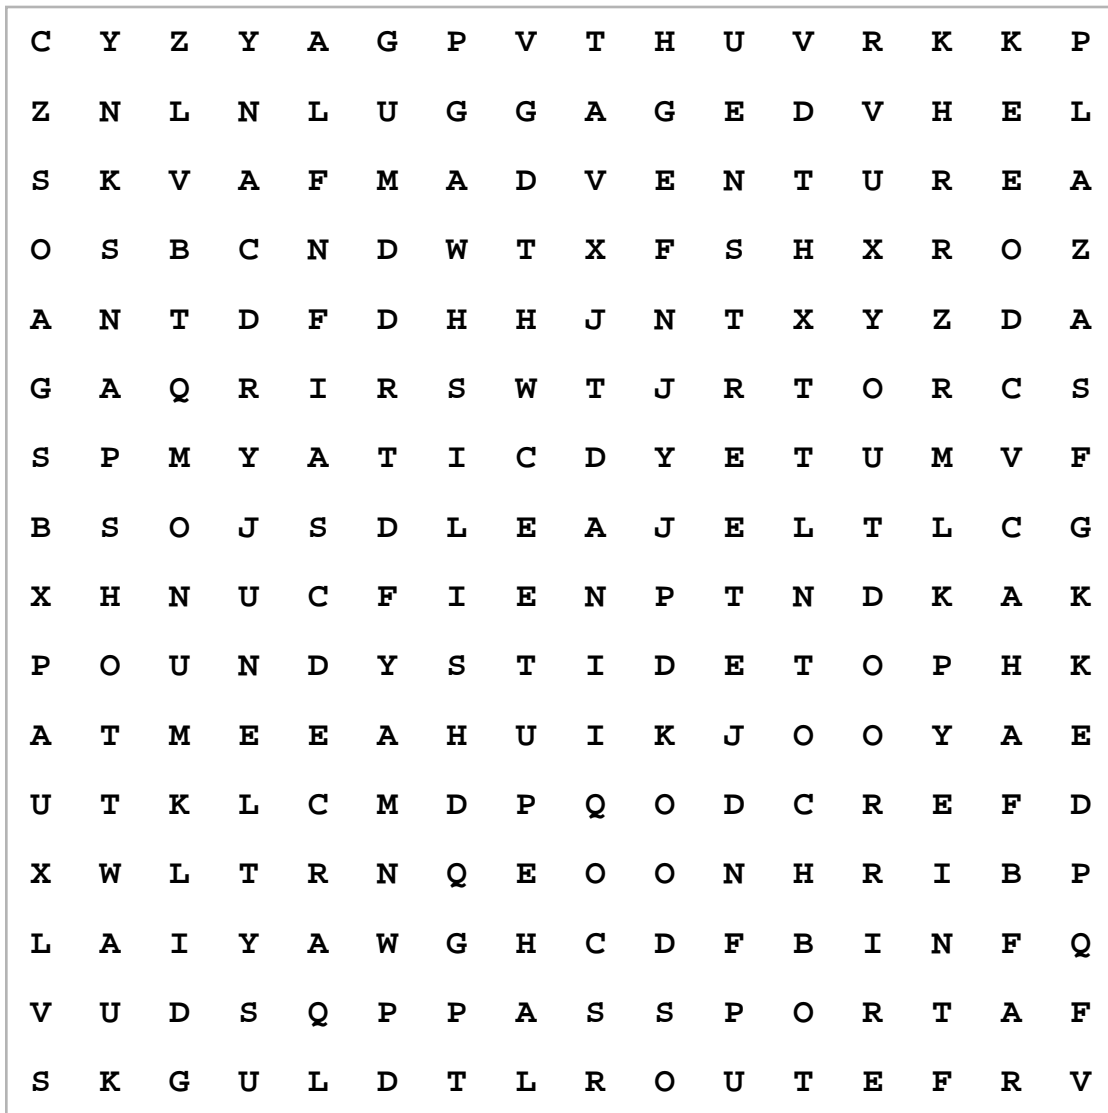 C Y Z Y A G P V T H U V R K K P
Z N L N L U G G A G E D V H E L
S K V A F M A D V E N T U R E A
O S B C N D W T X F S H X R O Z
A N T D F D H H J N T X Y Z D A
G A Q R I R S W T J R T O R C S
S P M Y A T I C D Y E T U M V F
B S O J S D L E A J E L T L C G
X H N U C F I E N P T N D K A K
P O U N D Y S T I D E T O P H K
A T M E E A H U I K J O O Y A E
U T K L C M D P Q O D C R E F D
X W L T R N Q E O O N H R I B P
L A I Y A W G H C D F B I N F Q
V U D S Q P P A S S P O R T A F
S K G U L D T L R O U T E F R V